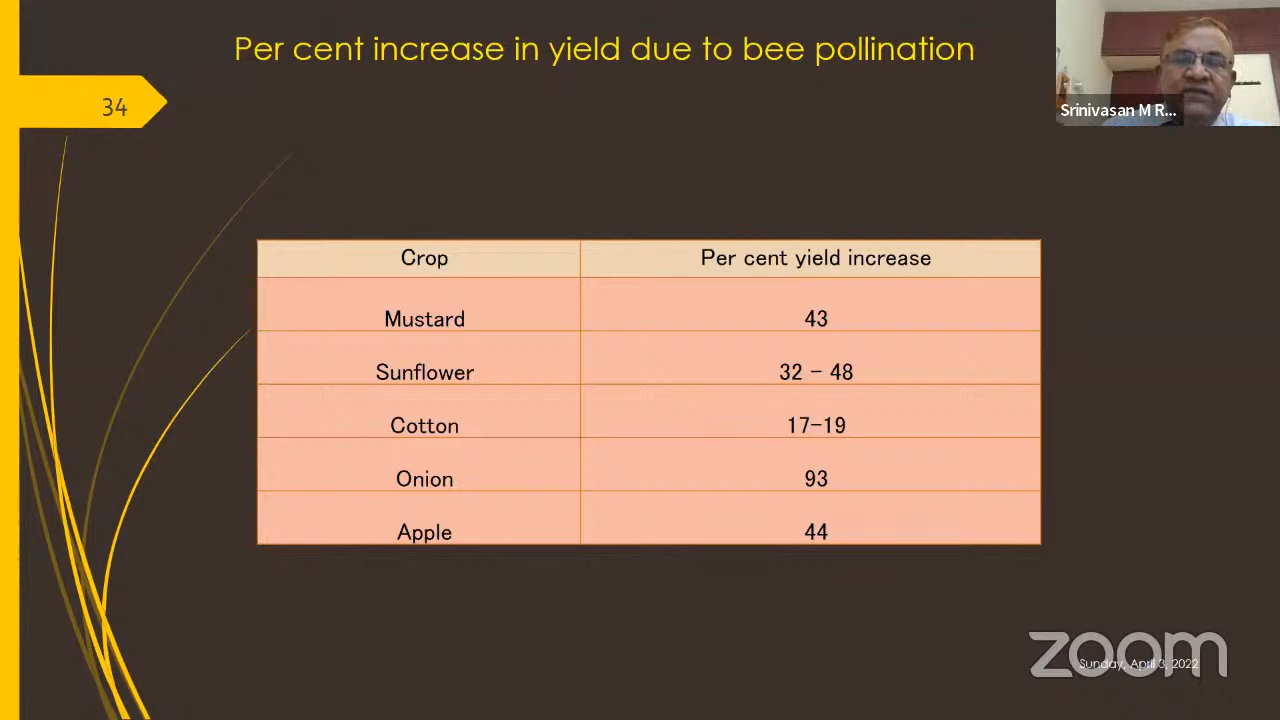 Per cent increase in yield due to bee pollination
34
Srinivasan M R...
Crop Per cent yield increase
Mustard 43
Sunflower 32 – 48
Cotton 17-19
Onion 93
Apple 44
zoom
Sunday, April 3, 2022